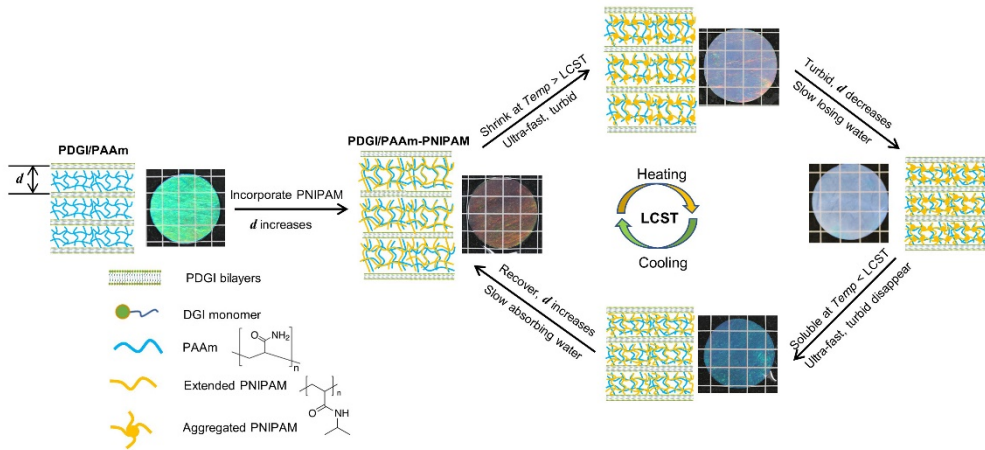 PDGI/PAAm
d
Incorporate PNIPAM
d increases
PDGI/PAAm-PNIPAM
Shrink at Temp > LCST
Ultra-fast, turbid
Turbid, d decreases
Slow losing water
Heating
LCST
Cooling
Soluble at Temp < LCST
Ultra-fast, turbid disappear
Recover, d increases
Slow absorbing water
PDGI bilayers
DGI monomer
PAAm
O
NH2
n
Extended PNIPAM
n
O
NH
Aggregated PNIPAM